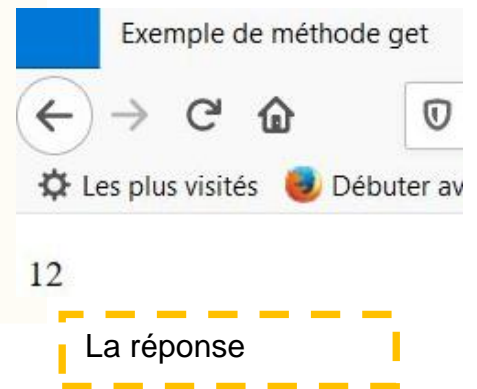 Exemple de méthode get
Les plus visités Débuter av
12
La réponse